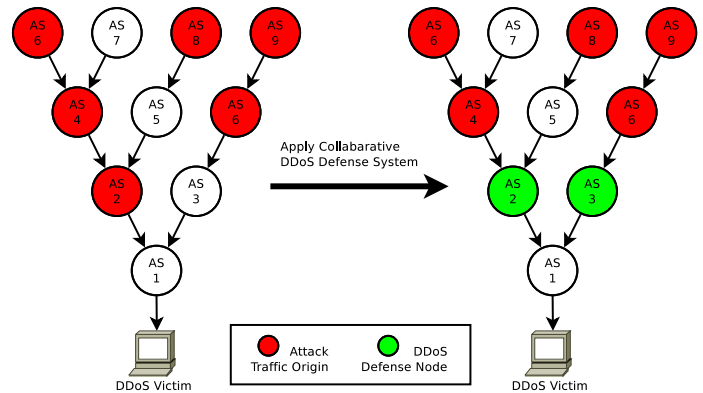 AS 6
AS 7
AS 8
AS 9
AS 6
AS 7
AS 8
AS 9
AS 4
AS 5
AS 6
AS 4
AS 5
AS 6
Apply Collabarative
DDoS Defense System
AS 2
AS 3
AS 2
AS 3
AS 1
AS 1
Attack
Traffic Origin
DDoS
Defense Node
DDoS Victim
DDoS Victim